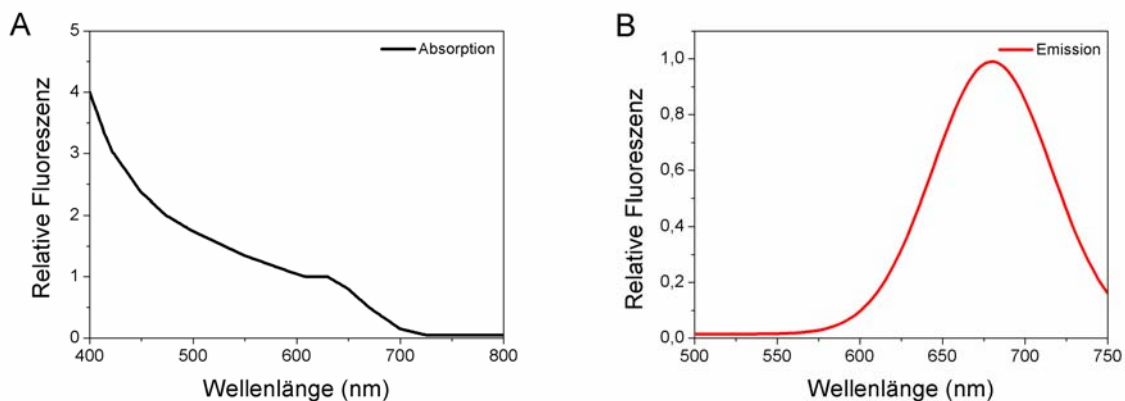 A
Relative Fluoreszenz
5
4
3
2
1
0
Absorption
400 500 600 700 800
Wellenlänge (nm)
B
Relative Fluoreszenz
1,0
0,8
0,6
0,4
0,2
0,0
Emission
500 550 600 650 700 750
Wellenlänge (nm)